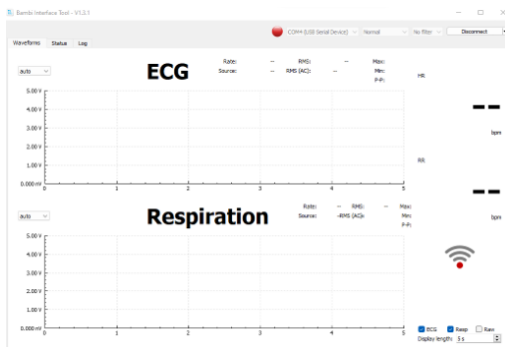 Bambi Interface Tool - V1.3.1
COM4 (USB Serial Device) Normal No filter Disconnect
Waveforms Status Log
auto ECG Rate: -- RMS: -- Max:
Source: -- RMS (AC): -- Min:
P-P:
HR
5.00 V
4.00 V
3.00 V
2.00 V
1.00 V
0.000 mV
0 1 2 3 4 5
-- bpm
RR
-- bpm
auto Respiration Rate: -- RMS: -- Max:
Source: -RMS (AC): Min:
P-P:
5.00 V
4.00 V
3.00 V
2.00 V
1.00 V
0.000 mV
0 1 2 3 4 5
ECG Resp Raw
Display length: 5 s